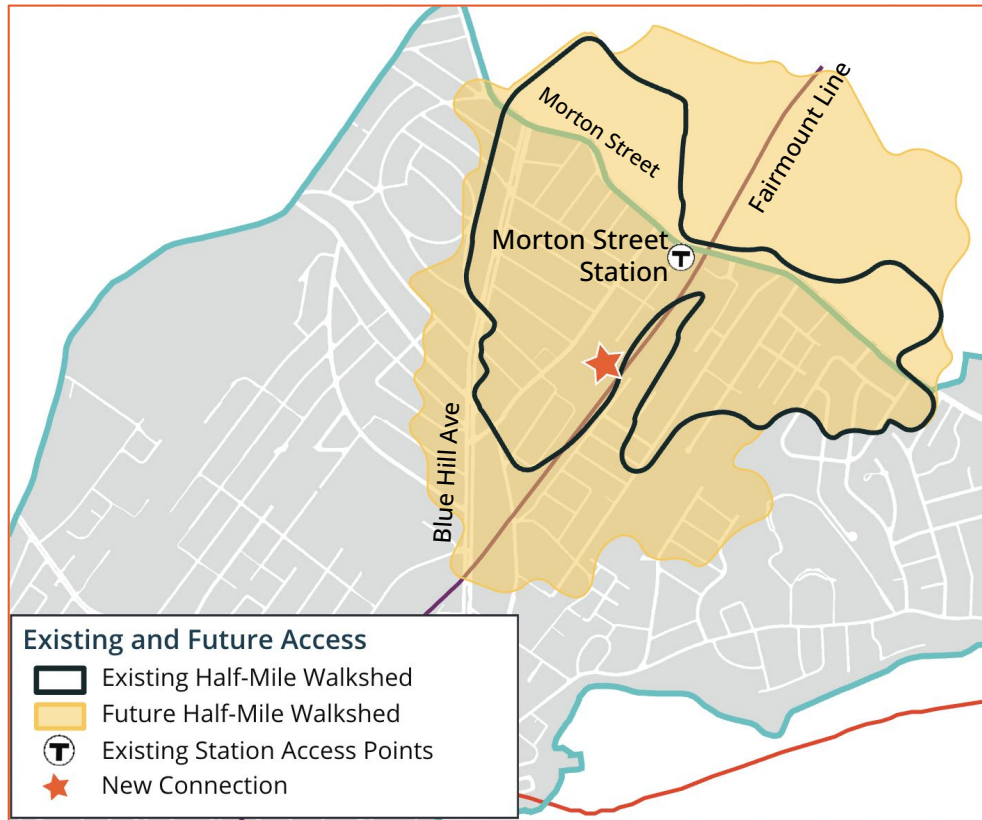 Morton Street
Fairmount Line
Morton Street
Station
T
Blue Hill Ave
Existing and Future Access
Existing Half-Mile Walkshed
Future Half-Mile Walkshed
T Existing Station Access Points
New Connection